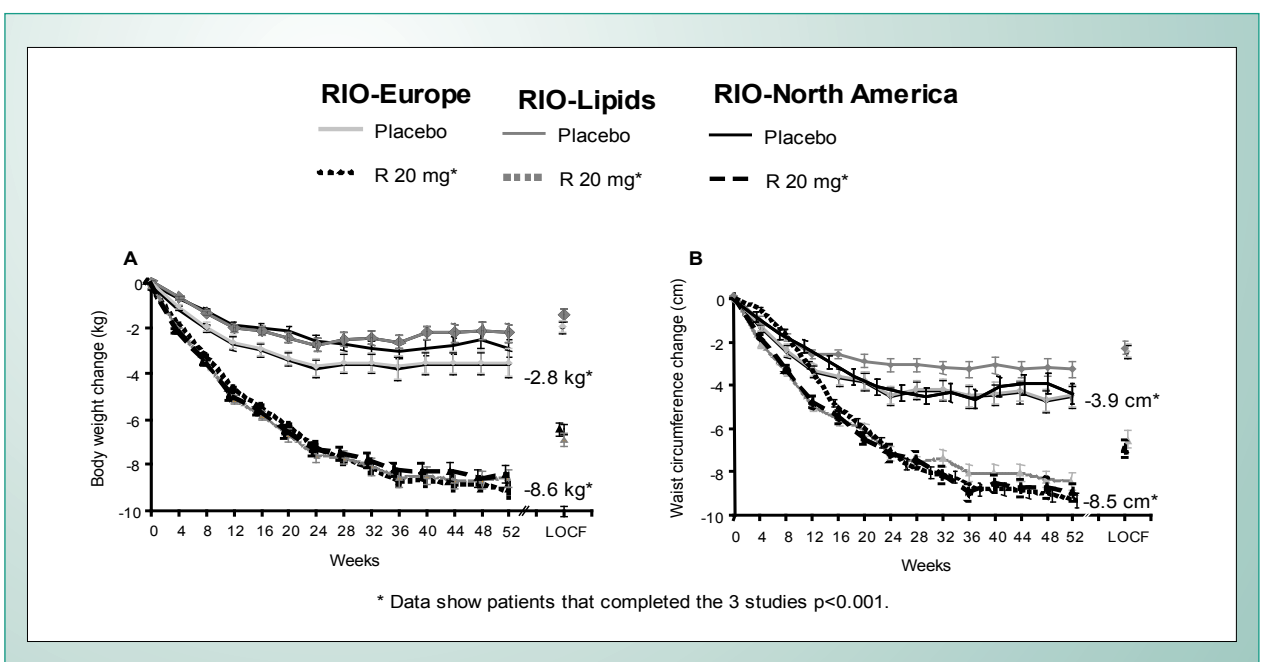 RIO-Europe RIO-Lipids RIO-North America
Placebo Placebo Placebo
R 20 mg* R 20 mg* R 20 mg*
A
Body weight change (kg)
0
-2
-4
-6
-8
-10
-2.8 kg*
-8.6 kg*
0 4 8 12 16 20 24 28 32 36 40 44 48 52 LOCF
Weeks
B
Waist circumference change (cm)
0
-2
-4
-6
-8
-10
-3.9 cm*
-8.5 cm*
0 4 8 12 16 20 24 28 32 36 40 44 48 52 LOCF
Weeks
* Data show patients that completed the 3 studies p<0.001.